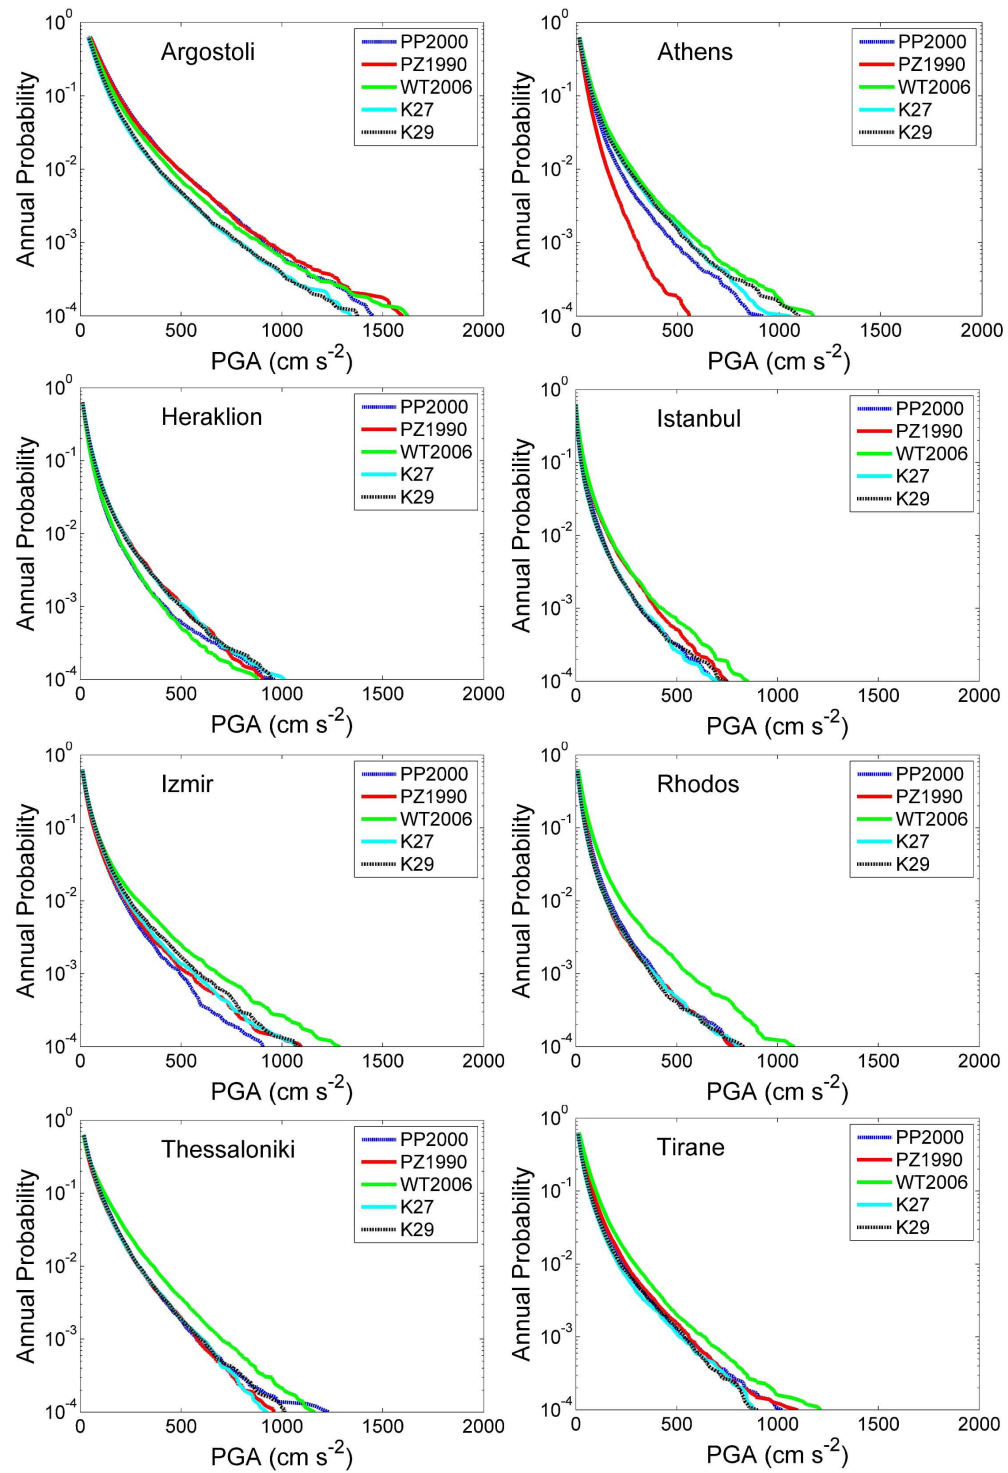 Argostoli
Annual Probability
10^0
10^-1
10^-2
10^-3
10^-4
0
500
1000
1500
2000
PGA (cm s^-2)
PP2000
PZ1990
WT2006
K27
K29
Athens
Annual Probability
10^0
10^-1
10^-2
10^-3
10^-4
0
500
1000
1500
2000
PGA (cm s^-2)
PP2000
PZ1990
WT2006
K27
K29
Heraklion
Annual Probability
10^0
10^-1
10^-2
10^-3
10^-4
0
500
1000
1500
2000
PGA (cm s^-2)
PP2000
PZ1990
WT2006
K27
K29
Istanbul
Annual Probability
10^0
10^-1
10^-2
10^-3
10^-4
0
500
1000
1500
2000
PGA (cm s^-2)
PP2000
PZ1990
WT2006
K27
K29
Izmir
Annual Probability
10^0
10^-1
10^-2
10^-3
10^-4
0
500
1000
1500
2000
PGA (cm s^-2)
PP2000
PZ1990
WT2006
K27
K29
Rhodos
Annual Probability
10^0
10^-1
10^-2
10^-3
10^-4
0
500
1000
1500
2000
PGA (cm s^-2)
PP2000
PZ1990
WT2006
K27
K29
Thessaloniki
Annual Probability
10^0
10^-1
10^-2
10^-3
10^-4
0
500
1000
1500
2000
PGA (cm s^-2)
PP2000
PZ1990
WT2006
K27
K29
Tirane
Annual Probability
10^0
10^-1
10^-2
10^-3
10^-4
0
500
1000
1500
2000
PGA (cm s^-2)
PP2000
PZ1990
WT2006
K27
K29